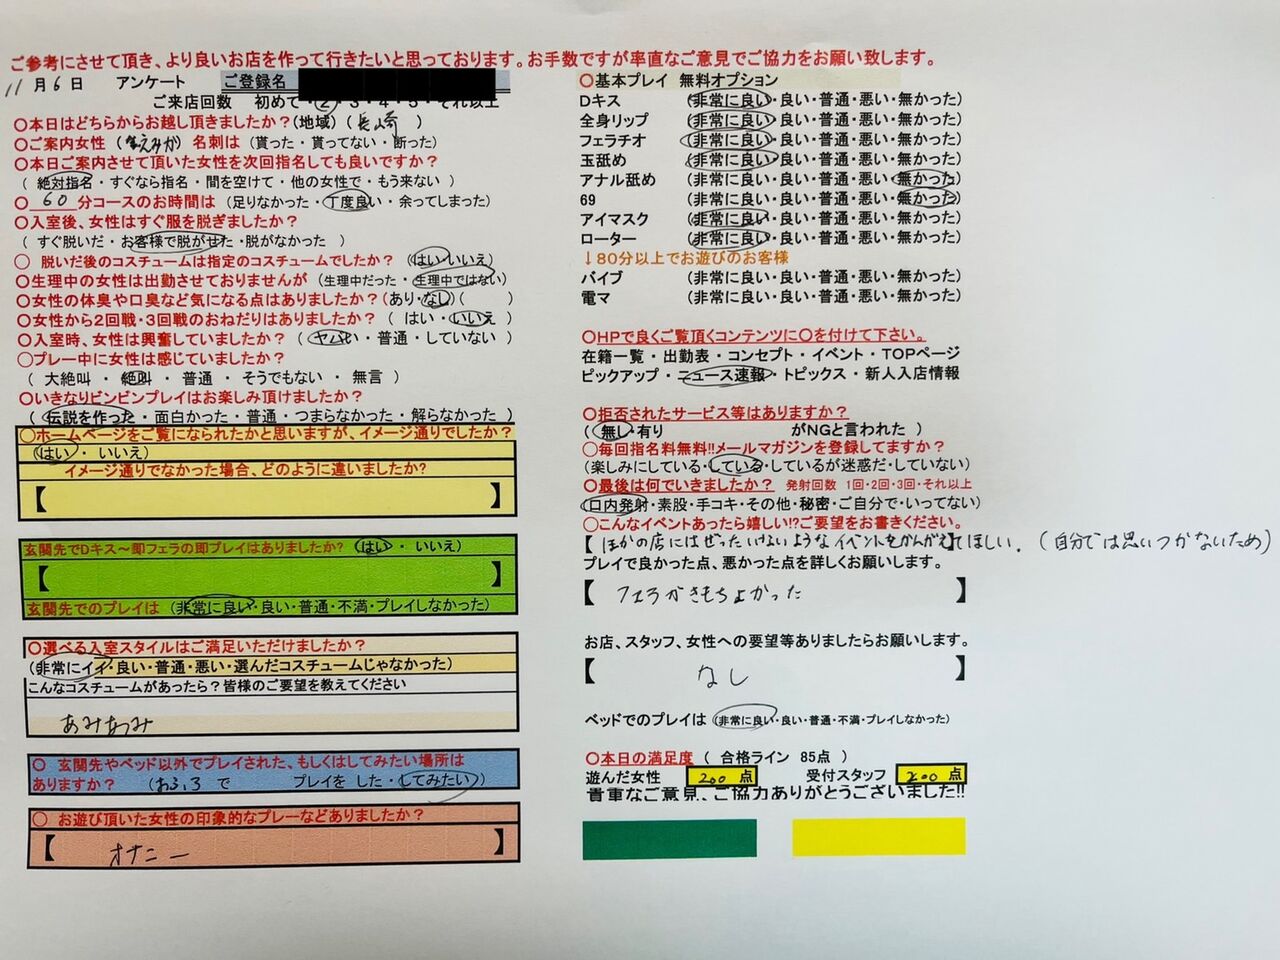 ご参考にさせて頂き、より良いお店を作って行きたいと思っております。お手数ですが率直なご意見でご協力をお願い致します。
11月6日 アンケート ご登録名
ご来店回数 初めて・2・3・4・5・それ以上
〇本日はどちらからお越し頂きましたか?(地域)(長崎)
〇ご案内女性(えみか) 名刺は(貰った・貰ってない・断った)
〇本日ご案内させて頂いた女性を次回指名しても良いですか?
(絶対指名・すぐなら指名・間を空けて・他の女性で・もう来ない)
〇 60 分コースのお時間は(足りなかった・丁度良い・余ってしまった)
〇入室後、女性はすぐ服を脱ぎましたか?
(すぐ脱いだ・お客様で脱がせた・脱がなかった )
〇 脱いだ後のコスチュームは指定のコスチュームでしたか? (はい・いいえ)
〇生理中の女性は出勤させておりませんが(生理中だった・生理中ではない)
〇女性の体臭や口臭など気になる点はありましたか?(あり・なし)( )
〇女性から2回戦・3回戦のおねだりはありましたか?( はい・いいえ )
〇入室時、女性は興奮していましたか?(ヤバい・普通・していない )
〇プレー中に女性は感じていましたか?
( 大絶叫 ・ 絶叫 ・ 普通 ・ そうでもない ・ 無言 )
〇いきなりビンビンプレイはお楽しみ頂けましたか?
(伝説を作った・面白かった・普通・つまらなかった・解らなかった )
〇ホームページをご覧になられたかと思いますが、イメージ通りでしたか?
(はい・ いいえ)
イメージ通りでなかった場合、どのように違いましたか?
【 】
玄関先でDキス～即フェラの即プレイはありましたか? (はい ・ いいえ)
【 】
玄関先でのプレイは (非常に良い・良い・普通・不満・プレイしなかった)
〇選べる入室スタイルはご満足いただけましたか?
(非常にイイ・良い・普通・悪い・選んだコスチュームじゃなかった)
こんなコスチュームがあったら?皆様のご要望を教えてください
あみあみ
〇 玄関先やベッド以外でプレイされた、もしくはしてみたい場所は
ありますか? (おふろで プレイを した・してみたい)
〇 お遊び頂いた女性の印象的なプレーなどありましたか?
【 オナニー 】
〇基本プレイ 無料オプション
Dキス (非常に良い・良い・普通・悪い・無かった)
全身リップ (非常に良い・良い・普通・悪い・無かった)
フェラチオ (非常に良い・良い・普通・悪い・無かった)
玉舐め (非常に良い・良い・普通・悪い・無かった)
アナル舐め (非常に良い・良い・普通・悪い・無かった)
69 (非常に良い・良い・普通・悪い・無かった)
アイマスク (非常に良い・良い・普通・悪い・無かった)
ローター (非常に良い・良い・普通・悪い・無かった)
↓80分以上でお遊びのお客様
バイブ (非常に良い・良い・普通・悪い・無かった)
電マ (非常に良い・良い・普通・悪い・無かった)
〇HPで良くご覧頂くコンテンツに〇を付けて下さい。
在籍一覧・出勤表・コンセプト・イベント・TOPページ
ピックアップ・ニュース速報・トピックス・新人入店情報
〇拒否されたサービス等はありますか?
(無し・有り がNGと言われた )
〇毎回指名料無料!!メールマガジンを登録してますか?
(楽しみにしている・している・しているが迷惑だ・していない)
〇最後は何でいきましたか? 発射回数 1回・2回・3回・それ以上
(口内発射・素股・手コキ・その他・秘密・ご自分で・いってない)
〇こんなイベントあったら嬉しい!?ご要望をお書きください。
【 ほかの店にはぜったいけないようなイベントをかんがえ】てほしい。(自分では思いつかないため)
プレイで良かった点、悪かった点を詳しくお願いします。
【 フェラがきもちよかった 】
お店、スタッフ、女性への要望等ありましたらお願いします。
【 なし 】
ベッドでのプレイは (非常に良い・良い・普通・不満・プレイしなかった)
〇本日の満足度 ( 合格ライン 85点 )
遊んだ女性 200 点 受付スタッフ 200 点
貴重なご意見、ご協力ありがとうございました!!